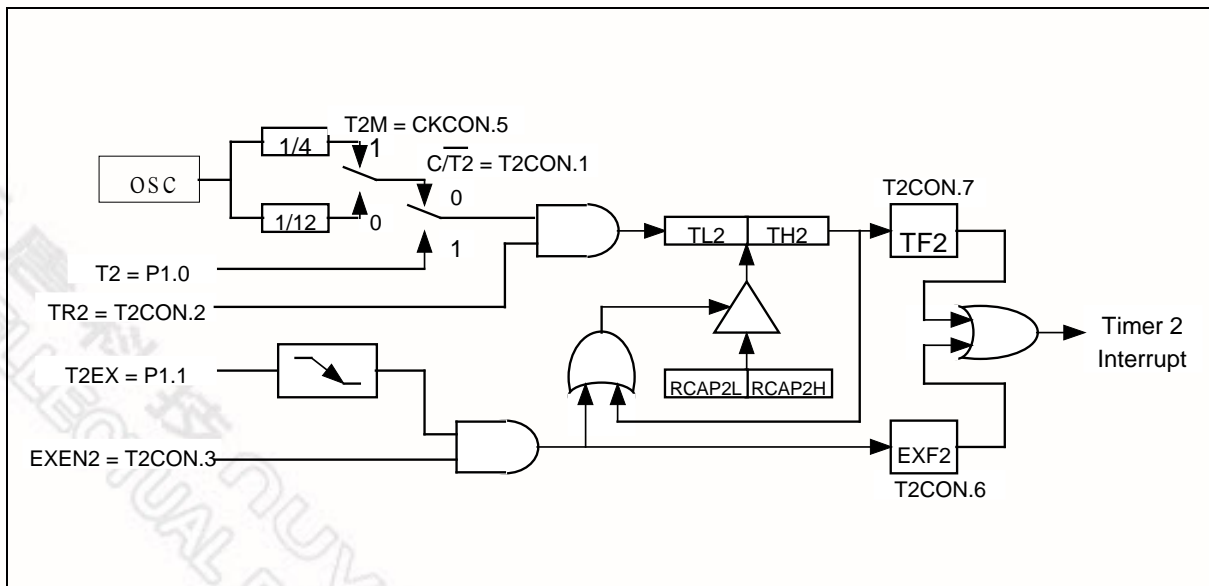 T2M = CKCON.5
1/4
1
C/T2 = T2CON.1
OSC
T2CON.7
0
1/12
0
TL2
TH2
TF2
1
T2 = P1.0
TR2 = T2CON.2
Timer 2
Interrupt
T2EX = P1.1
RCAP2L
RCAP2H
EXEN2 = T2CON.3
EXF2
T2CON.6